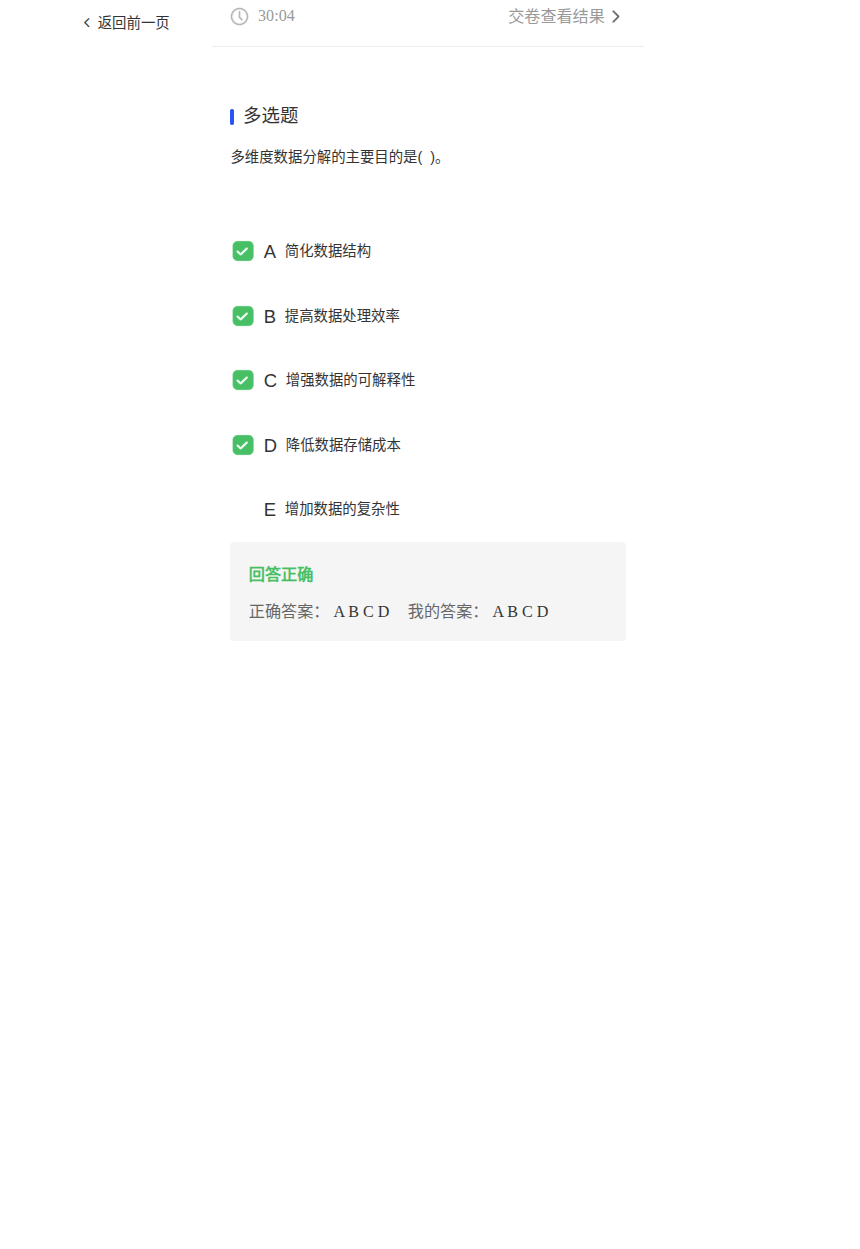 返回前一页
30:04 交卷查看结果
多选题
多维度数据分解的主要目的是( )。
A 简化数据结构
B 提高数据处理效率
C 增强数据的可解释性
D 降低数据存储成本
E 增加数据的复杂性
回答正确
正确答案： A B C D 我的答案： A B C D